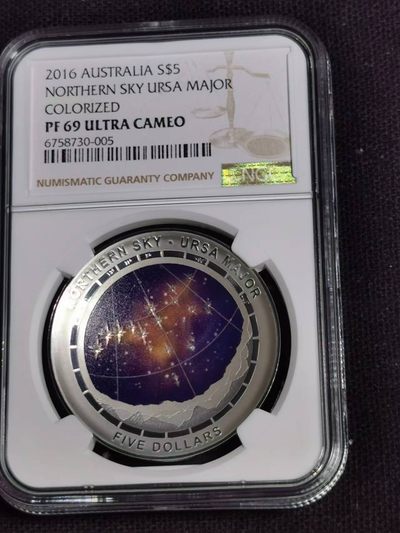 2016 AUSTRALIA S$5
NORTHERN SKY URSA MAJOR
COLORIZED
PF 69 ULTRA CAMEO
6758730-005
NUMISMATIC GUARANTY COMPANY
NGC
NORTHERN SKY - URSA MAJOR
FIVE DOLLARS